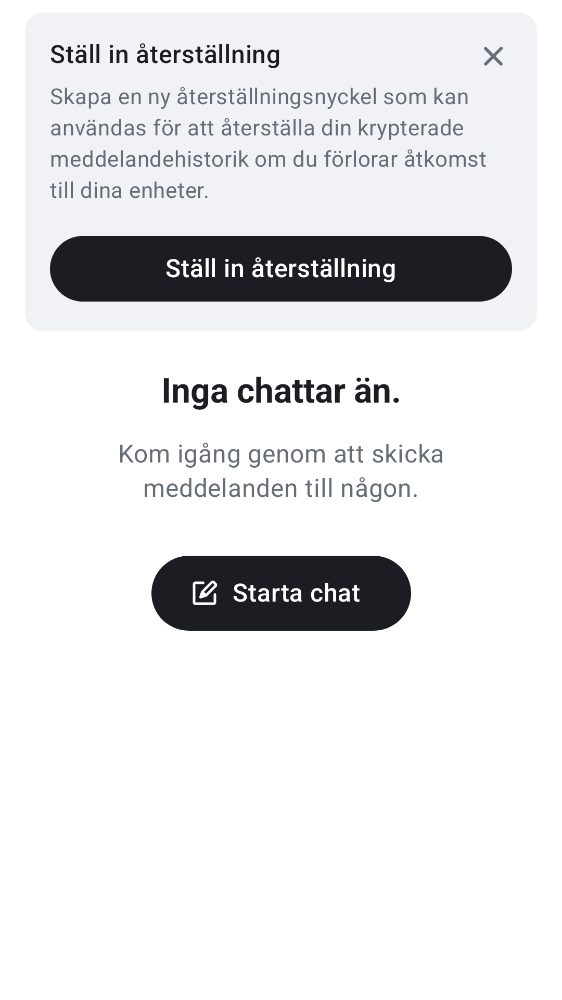 Ställ in återställning
Skapa en ny återställningsnyckel som kan
användas för att återställa din krypterade
meddelandehistorik om du förlorar åtkomst
till dina enheter.
Ställ in återställning
Inga chattar än.
Kom igång genom att skicka
meddelanden till någon.
Starta chat